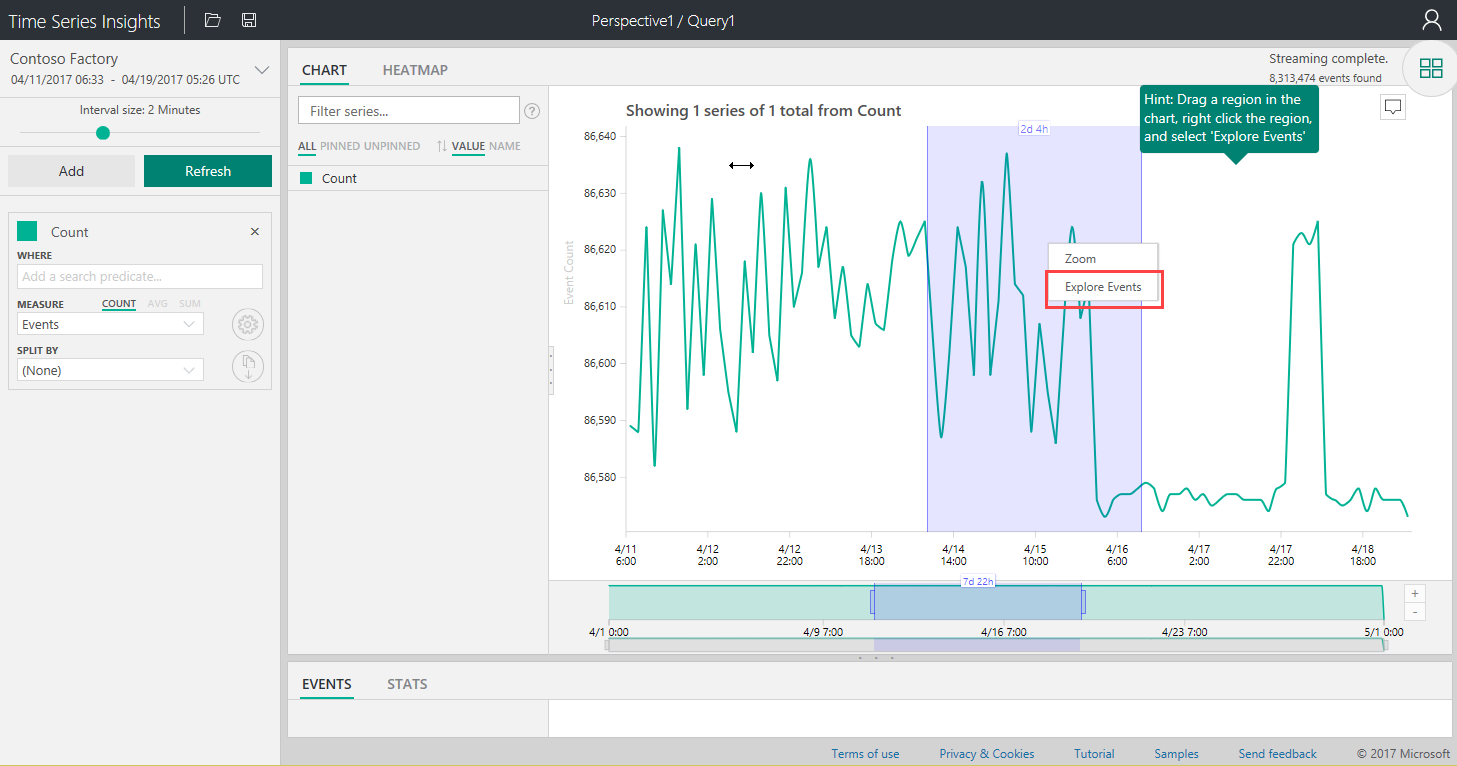 Time Series Insights
Perspective1 / Query1
Contoso Factory
04/11/2017 06:33 - 04/19/2017 05:26 UTC
Interval size: 2 Minutes
Add
Refresh
Count
×
WHERE
Add a search predicate...
MEASURE
COUNT AVG SUM
Events
SPLIT BY
(None)
CHART
HEATMAP
Streaming complete.
8,313,474 events found
Filter series...
?
ALL PINNED UNPINNED
VALUE NAME
Count
Showing 1 series of 1 total from Count
Hint: Drag a region in the
chart, right click the region,
and select 'Explore Events'
2d 4h
Event Count
86,640
86,630
86,620
86,610
86,600
86,590
86,580
Zoom
Explore Events
4/11
6:00
4/12
2:00
4/12
22:00
4/13
18:00
4/14
14:00
4/15
10:00
4/16
6:00
4/17
2:00
4/17
22:00
4/18
18:00
7d 22h
+
-
4/1 0:00
4/9 7:00
4/16 7:00
4/23 7:00
5/1 0:00
EVENTS
STATS
Terms of use
Privacy & Cookies
Tutorial
Samples
Send feedback
© 2017 Microsoft